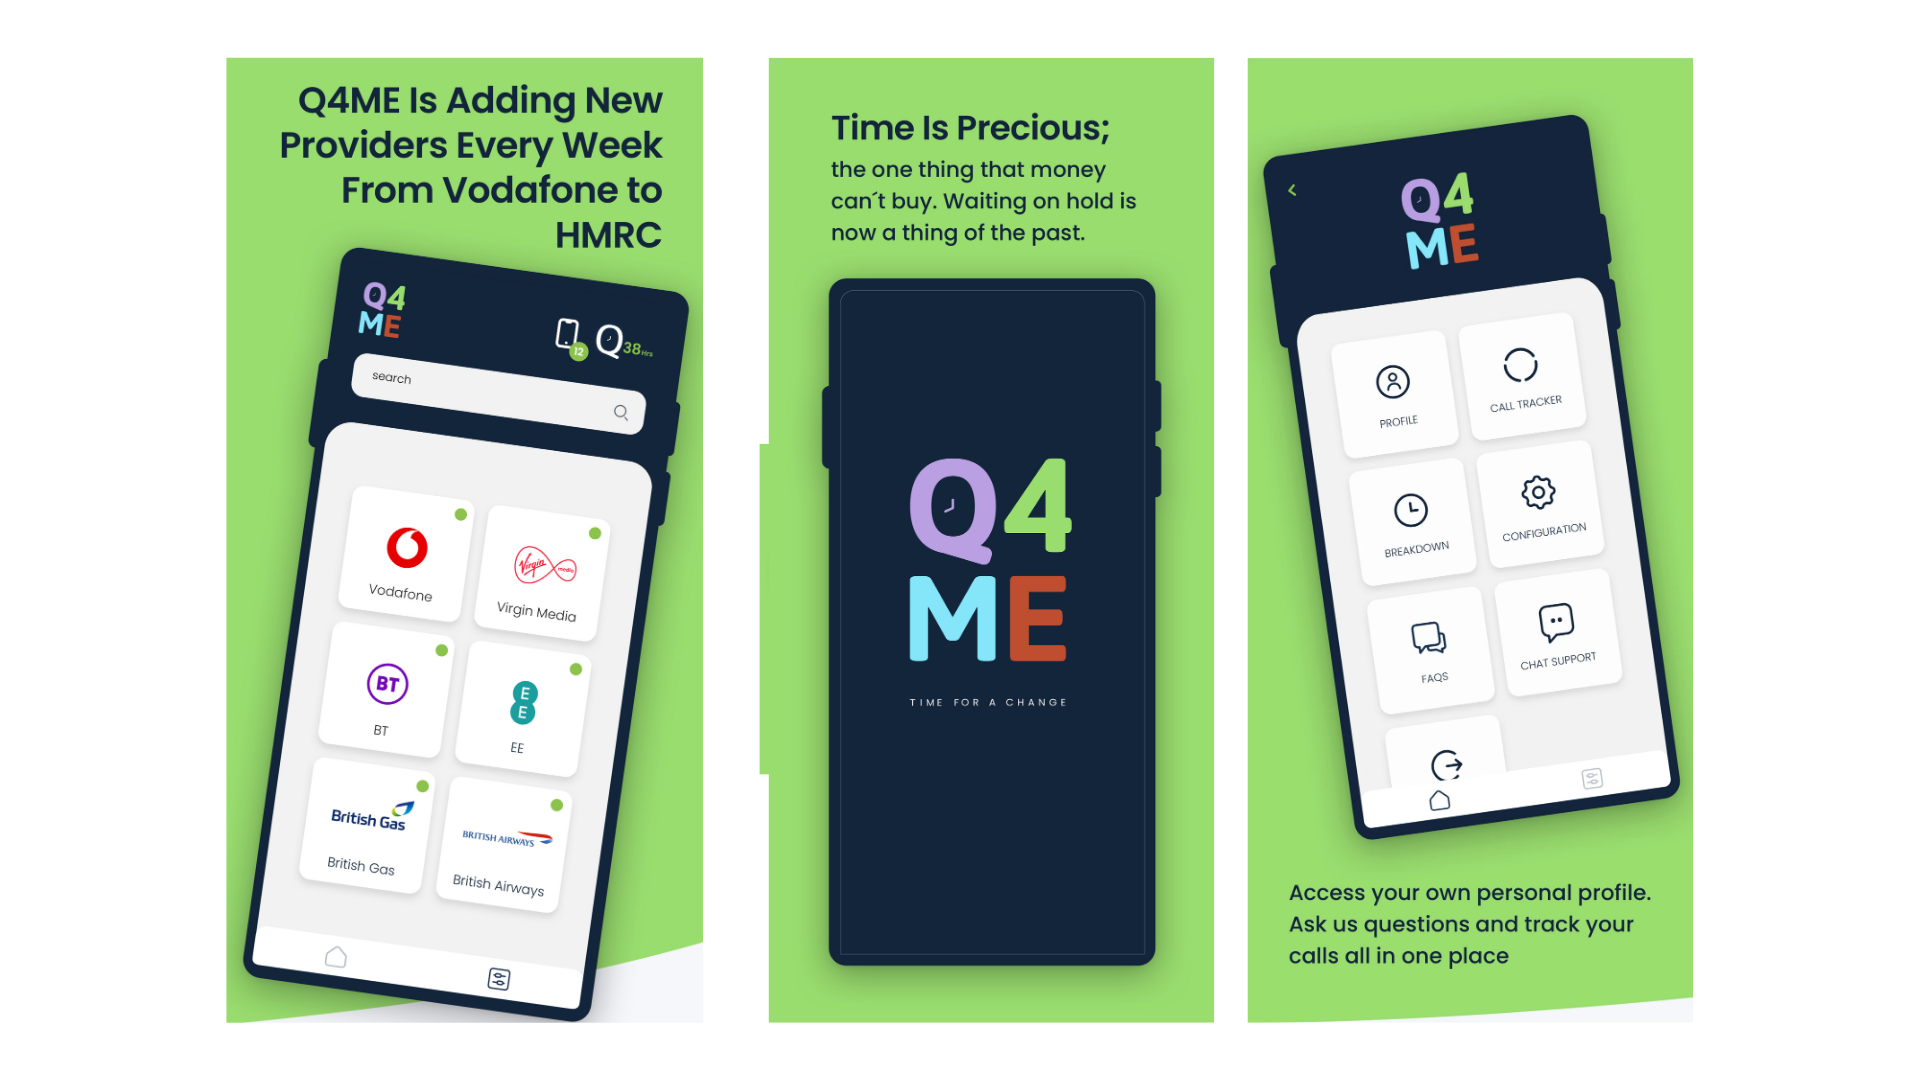 Q4ME Is Adding New
Providers Every Week
From Vodafone to
HMRC
Q4
ME
12
38Hrs
search
Vodafone
Virgin media
Virgin Media
BT
BT
E
E
EE
British Gas
British Gas
BRITISH AIRWAYS
British Airways
Time Is Precious;
the one thing that money
can´t buy. Waiting on hold is
now a thing of the past.
Q4
ME
TIME FOR A CHANGE
Q4
ME
PROFILE
CALL TRACKER
BREAKDOWN
CONFIGURATION
FAQS
CHAT SUPPORT
Access your own personal profile.
Ask us questions and track your
calls all in one place